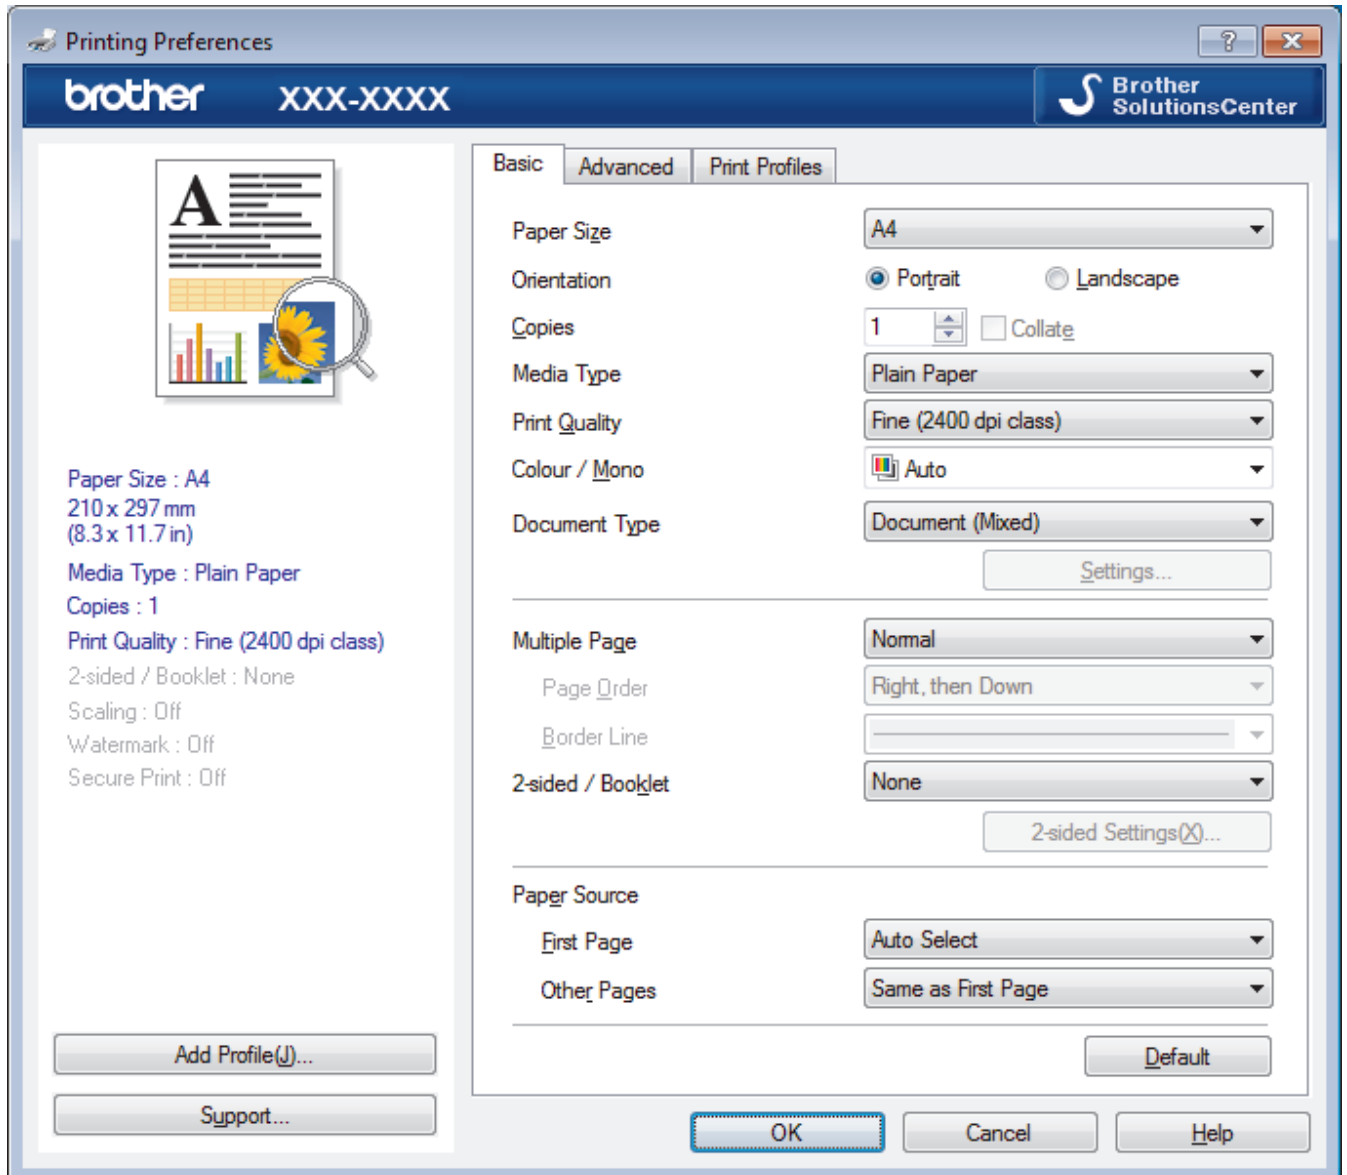 Printing Preferences
?
brother XXX-XXXX
Brother
SolutionsCenter
A
Paper Size : A4
210 x 297 mm
(8.3 x 11.7 in)
Media Type : Plain Paper
Copies : 1
Print Quality : Fine (2400 dpi class)
2-sided / Booklet : None
Scaling : Off
Watermark : Off
Secure Print : Off
Add Profile(J)...
Support...
Basic Advanced Print Profiles
Paper Size A4
Orientation Portrait Landscape
Copies 1 Collate
Media Type Plain Paper
Print Quality Fine (2400 dpi class)
Colour / Mono Auto
Document Type Document (Mixed)
Settings...
Multiple Page Normal
Page Order Right, then Down
Border Line
2-sided / Booklet None
2-sided Settings(X)...
Paper Source
First Page Auto Select
Other Pages Same as First Page
Default
OK Cancel Help